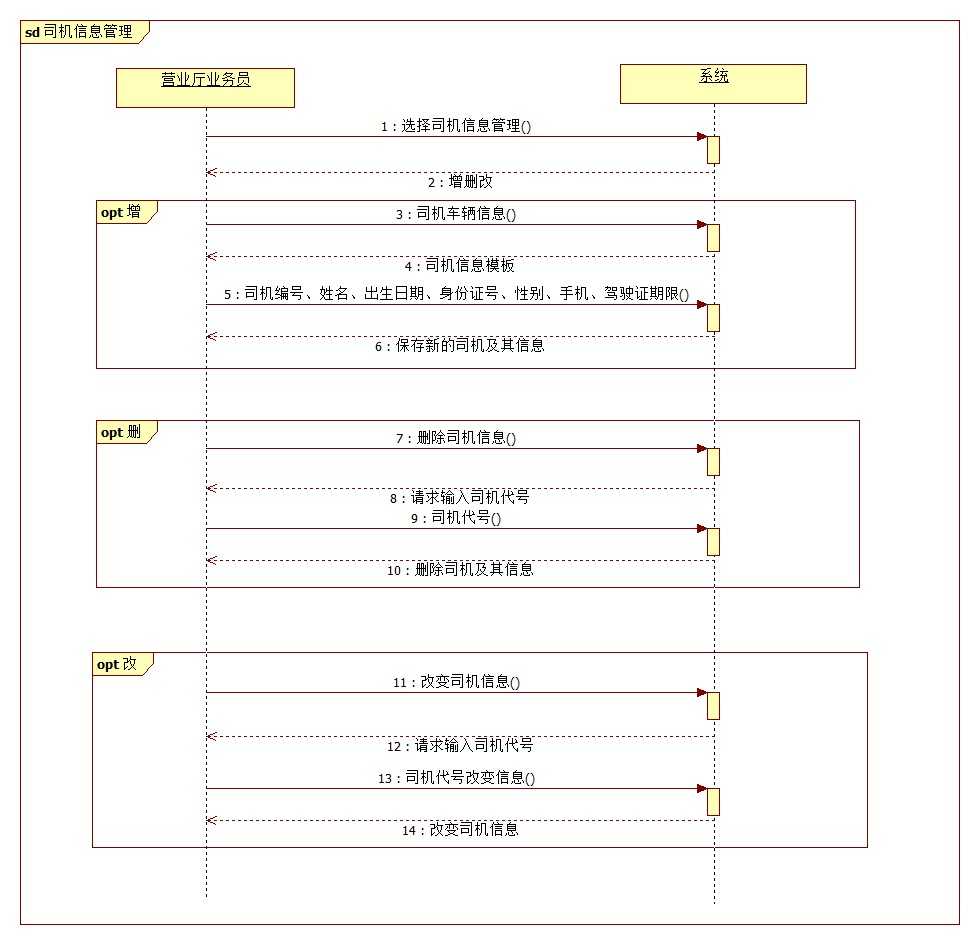 sd 司机信息管理
营业厅业务员
系统
1 : 选择司机信息管理()
2 : 增删改
opt 增
3 : 司机车辆信息()
4 : 司机信息模板
5 : 司机编号、姓名、出生日期、身份证号、性别、手机、驾驶证期限()
6 : 保存新的司机及其信息
opt 删
7 : 删除司机信息()
8 : 请求输入司机代号
9 : 司机代号()
10 : 删除司机及其信息
opt 改
11 : 改变司机信息()
12 : 请求输入司机代号
13 : 司机代号改变信息()
14 : 改变司机信息